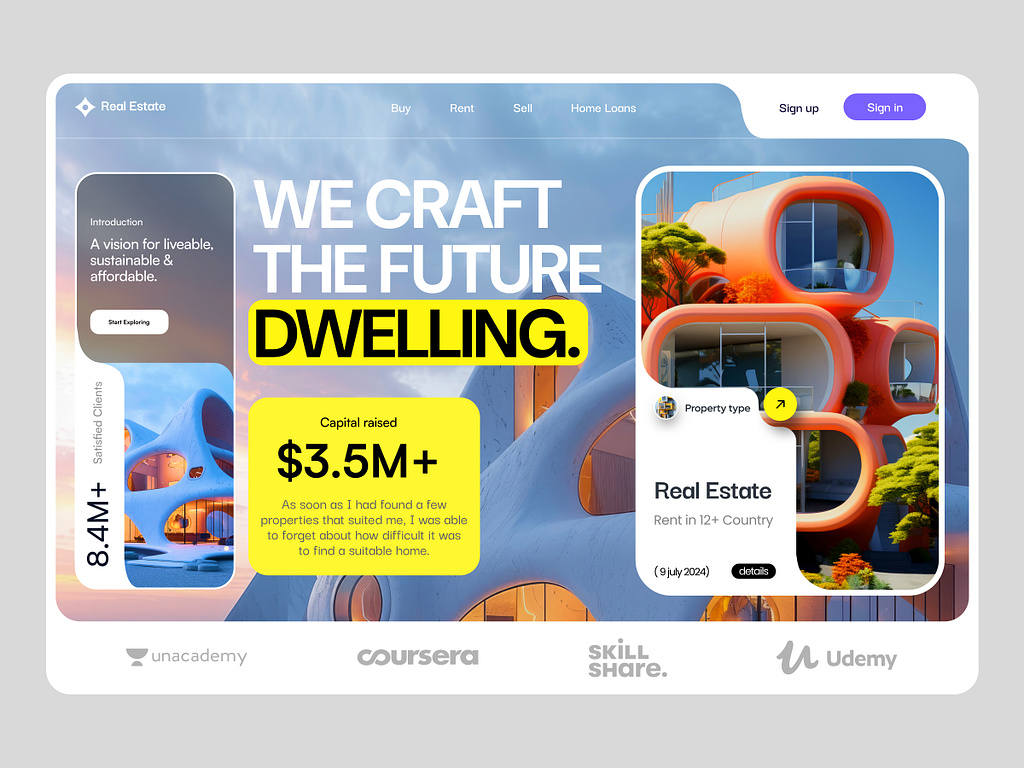 Real Estate
Buy
Rent
Sell
Home Loans
Sign up
Sign in
Introduction
A vision for liveable,
sustainable &
affordable.
Start Exploring
Satisfied Clients
8.4M+
WE CRAFT
THE FUTURE
DWELLING.
Capital raised
$3.5M+
As soon as I had found a few
properties that suited me, I was able
to forget about how difficult it was
to find a suitable home.
Property type
Real Estate
Rent in 12+ Country
( 9 july 2024)
details
unacademy
coursera
SKILL
SHare.
Udemy